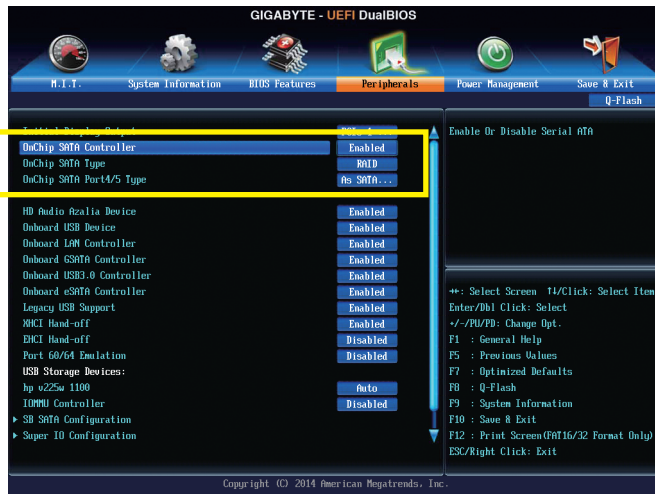 GIGABYTE - UEFI DualBIOS
M.I.T. System Information BIOS Features Peripherals Power Management Save & Exit
Q-Flash
Initial Display Output
OnChip SATA Controller Enabled
OnChip SATA Type RAID
OnChip SATA Port4/5 Type As SATA...
HD Audio Azalia Device Enabled
Onboard USB Device Enabled
Onboard LAN Controller Enabled
Onboard GSATA Controller Enabled
Onboard USB3.0 Controller Enabled
Onboard eSATA Controller Enabled
Legacy USB Support Enabled
XHCI Hand-off Enabled
EHCI Hand-off Disabled
Port 60/64 Emulation Disabled
USB Storage Devices:
hp v225w 1100 Auto
IOMMU Controller Disabled
SB SATA Configuration
Super IO Configuration
Enable Or Disable Serial ATA
→←: Select Screen ↑↓/Click: Select Item
Enter/Dbl Click: Select
+/-/PU/PD: Change Opt.
F1 : General Help
F5 : Previous Values
F7 : Optimized Defaults
F8 : Q-Flash
F9 : System Information
F10 : Save & Exit
F12 : Print Screen(FAT16/32 Format Only)
ESC/Right Click: Exit
Copyright (C) 2014 American Megatrends, Inc.